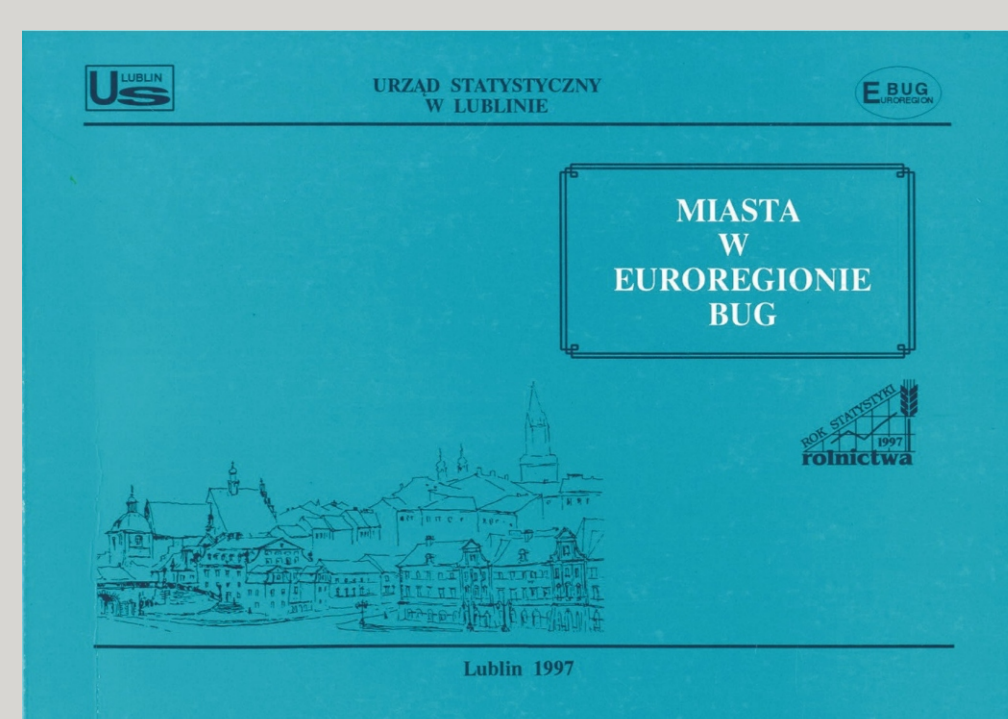 LUBLIN
US
URZĄD STATYSTYCZNY
W LUBLINIE
E BUG
EUROREGION
MIASTA
W
EUROREGIONIE
BUG
ROK STATYSTYKI
1997
rolnictwa
Lublin 1997